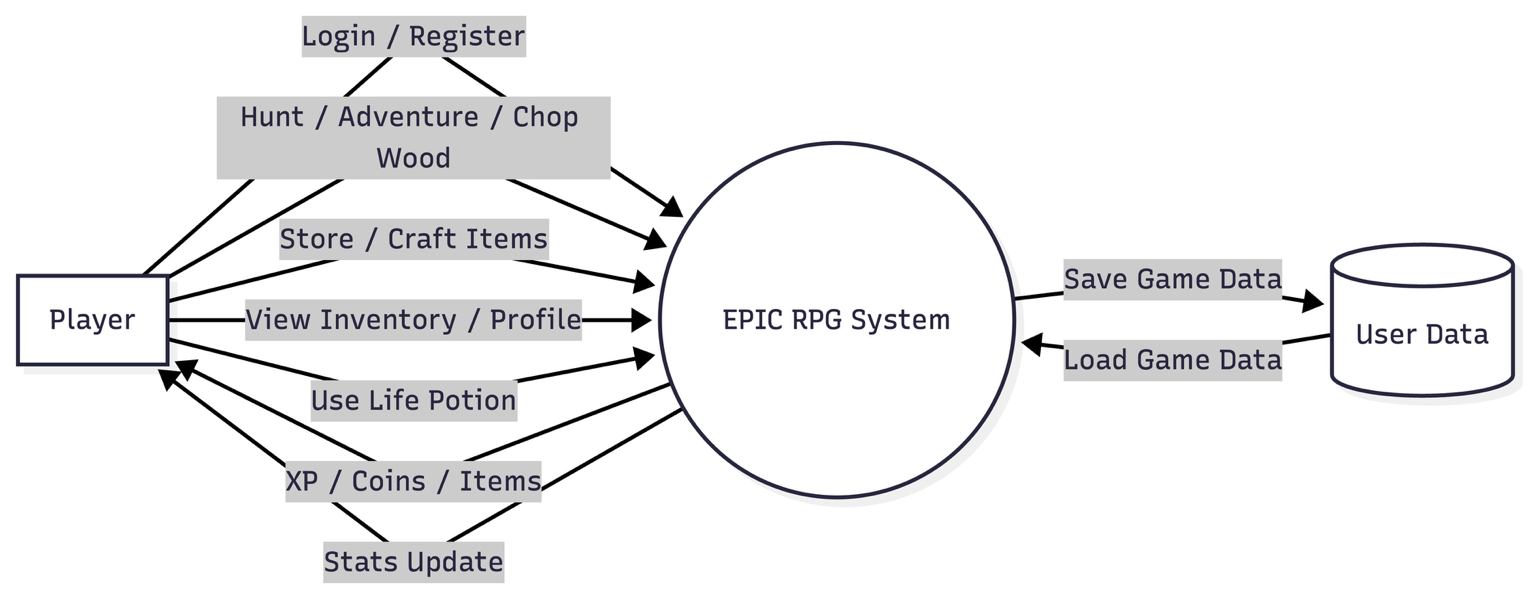 Login / Register
Hunt / Adventure / Chop
Wood
Store / Craft Items
Player
View Inventory / Profile
Use Life Potion
XP / Coins / Items
Stats Update
EPIC RPG System
Save Game Data
Load Game Data
User Data